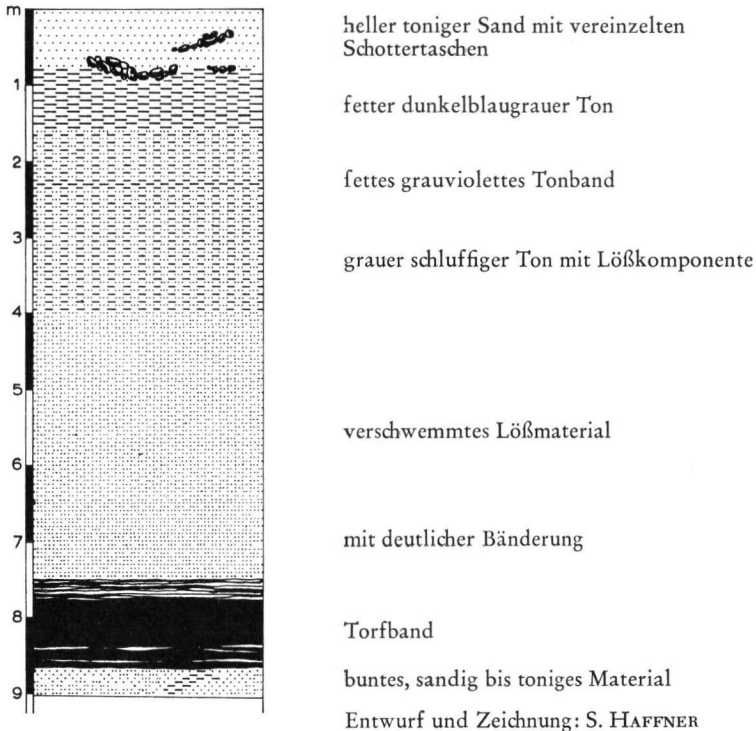 m
heller toniger Sand mit vereinzelten
Schottertaschen
1
fetter dunkelblaugrauer Ton
2
fettes grauviolettes Tonband
3
grauer schluffiger Ton mit Lößkomponente
4
5
verschwemmtes Lößmaterial
6
7
mit deutlicher Bänderung
8
Torfband
buntes, sandig bis toniges Material
9
Entwurf und Zeichnung: S. HAFFNER